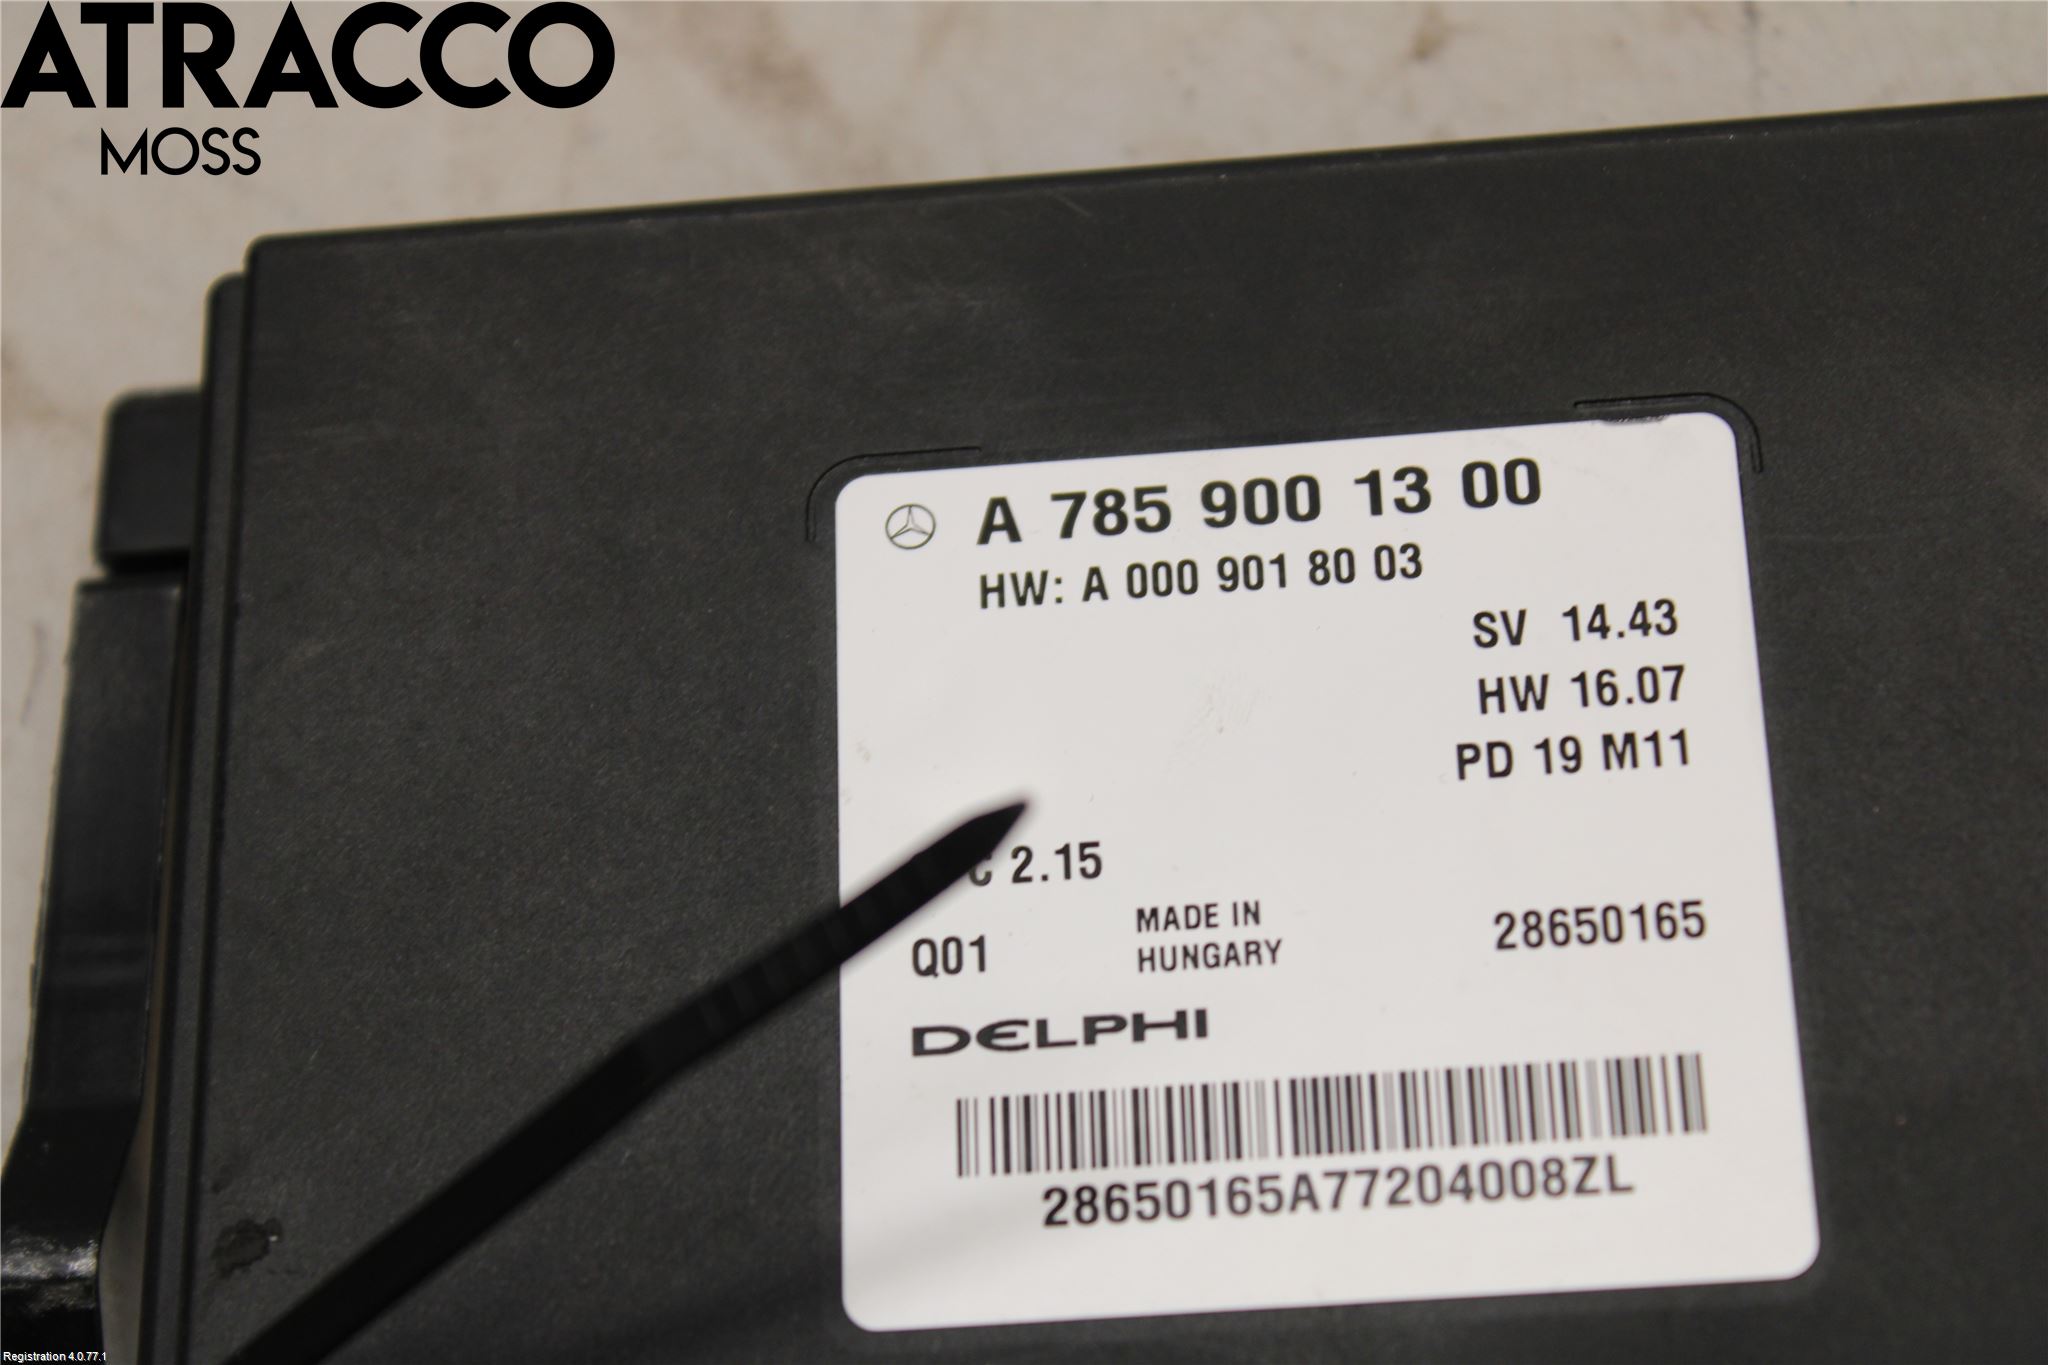 ATRACCO
MOSS
A 785 900 13 00
HW: A 000 901 80 03
SV 14.43
HW 16.07
PD 19 M11
2.15
Q01
MADE IN
HUNGARY
28650165
DELPHI
28650165A77204008ZL
Registration 4.0.77.1